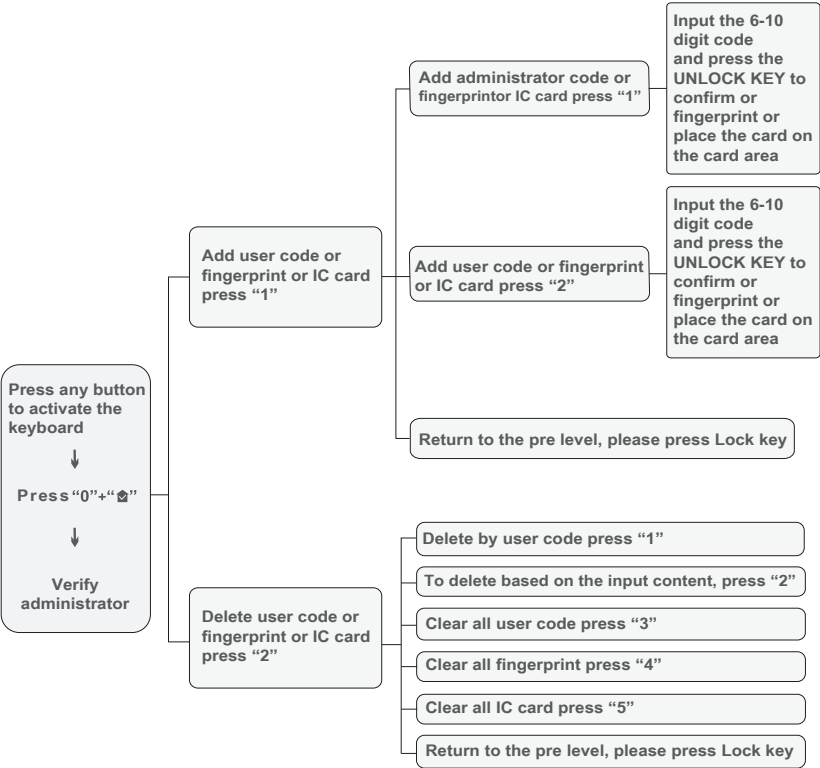 Press any button
to activate the
keyboard
Press “0”+“”
Verify
administrator
Add user code or
fingerprint or IC card
press “1”
Add administrator code or
fingerprintor IC card press “1”
Input the 6-10
digit code
and press the
UNLOCK KEY to
confirm or
fingerprint or
place the card on
the card area
Add user code or fingerprint
or IC card press “2”
Input the 6-10
digit code
and press the
UNLOCK KEY to
confirm or
fingerprint or
place the card on
the card area
Return to the pre level, please press Lock key
Delete user code or
fingerprint or IC card
press “2”
Delete by user code press “1”
To delete based on the input content, press “2”
Clear all user code press “3”
Clear all fingerprint press “4”
Clear all IC card press “5”
Return to the pre level, please press Lock key